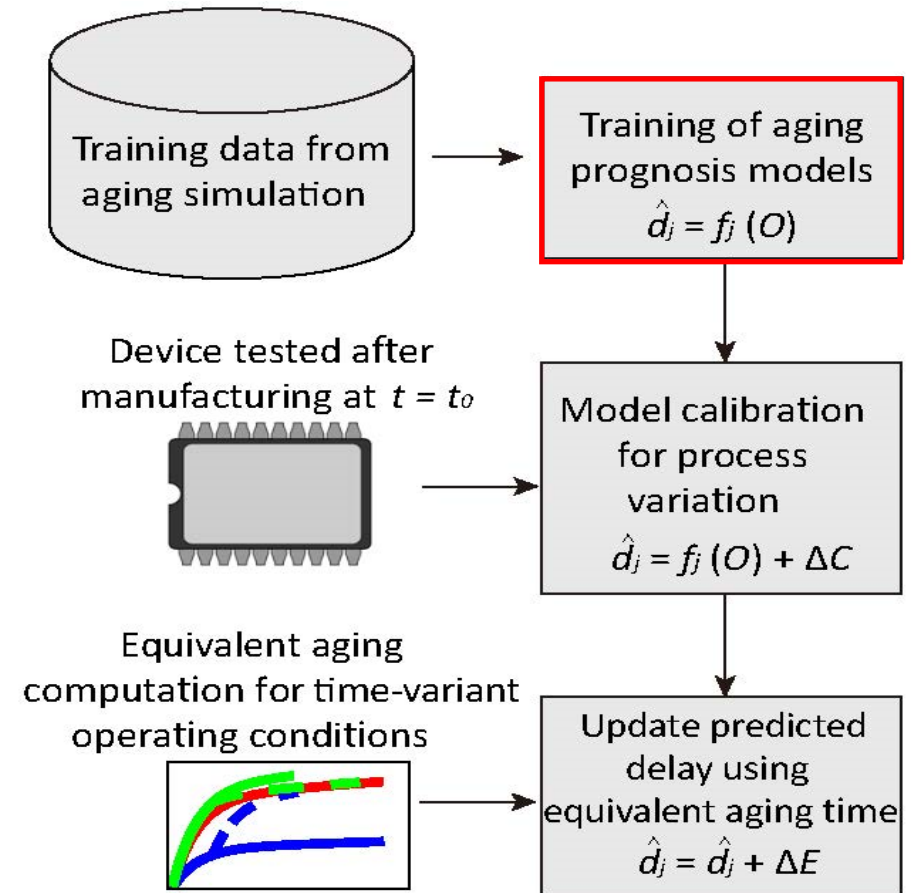 Training data from
aging simulation
Training of aging
prognosis models
d̂j = fj (O)
Device tested after
manufacturing at t = t0
Model calibration
for process
variation
d̂j = fj (O) + ΔC
Equivalent aging
computation for time-variant
operating conditions
Update predicted
delay using
equivalent aging time
d̂j = d̂j + ΔE